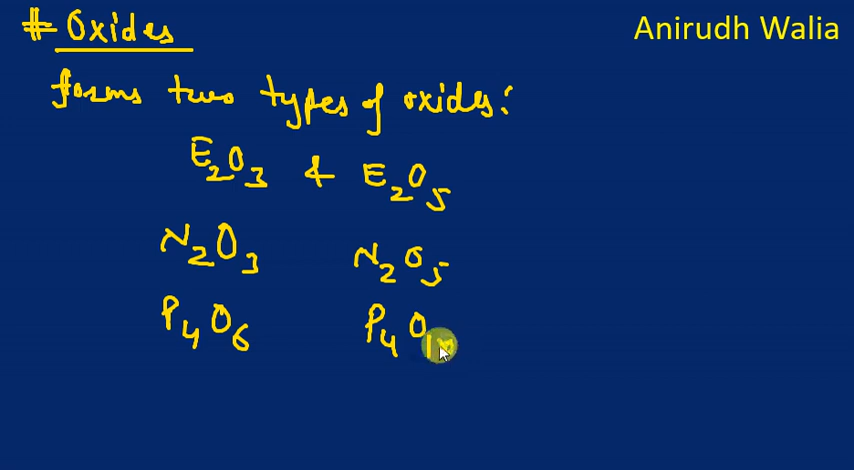 # Oxides
Anirudh Walia
forms two types of oxides:
E₂O₃ & E₂O₅
N₂O₃ N₂O₅
P₄O₆ P₄O